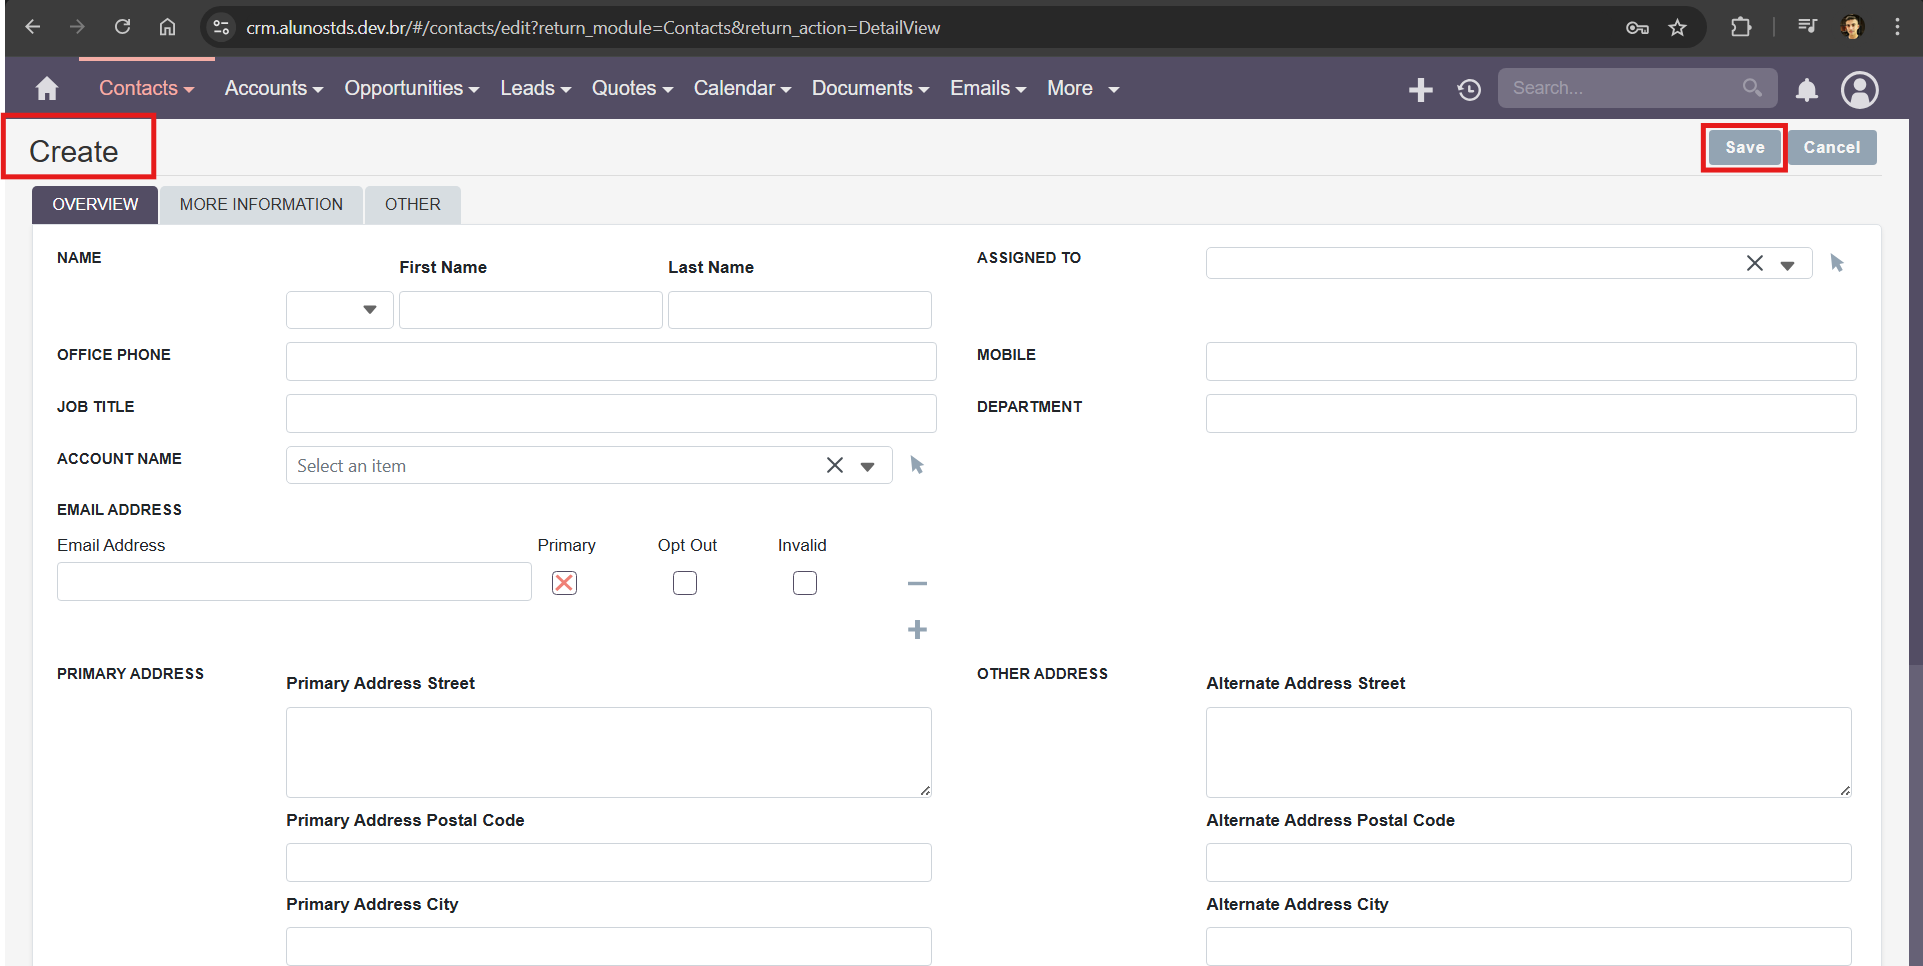 crm.alunostds.dev.br/#/contacts/edit?return_module=Contacts&return_action=DetailView
Contacts Accounts Opportunities Leads Quotes Calendar Documents Emails More Search...
Create Save Cancel
OVERVIEW MORE INFORMATION OTHER
NAME First Name Last Name ASSIGNED TO
OFFICE PHONE MOBILE
JOB TITLE DEPARTMENT
ACCOUNT NAME Select an item
EMAIL ADDRESS
Email Address Primary Opt Out Invalid
PRIMARY ADDRESS Primary Address Street OTHER ADDRESS Alternate Address Street
Primary Address Postal Code Alternate Address Postal Code
Primary Address City Alternate Address City